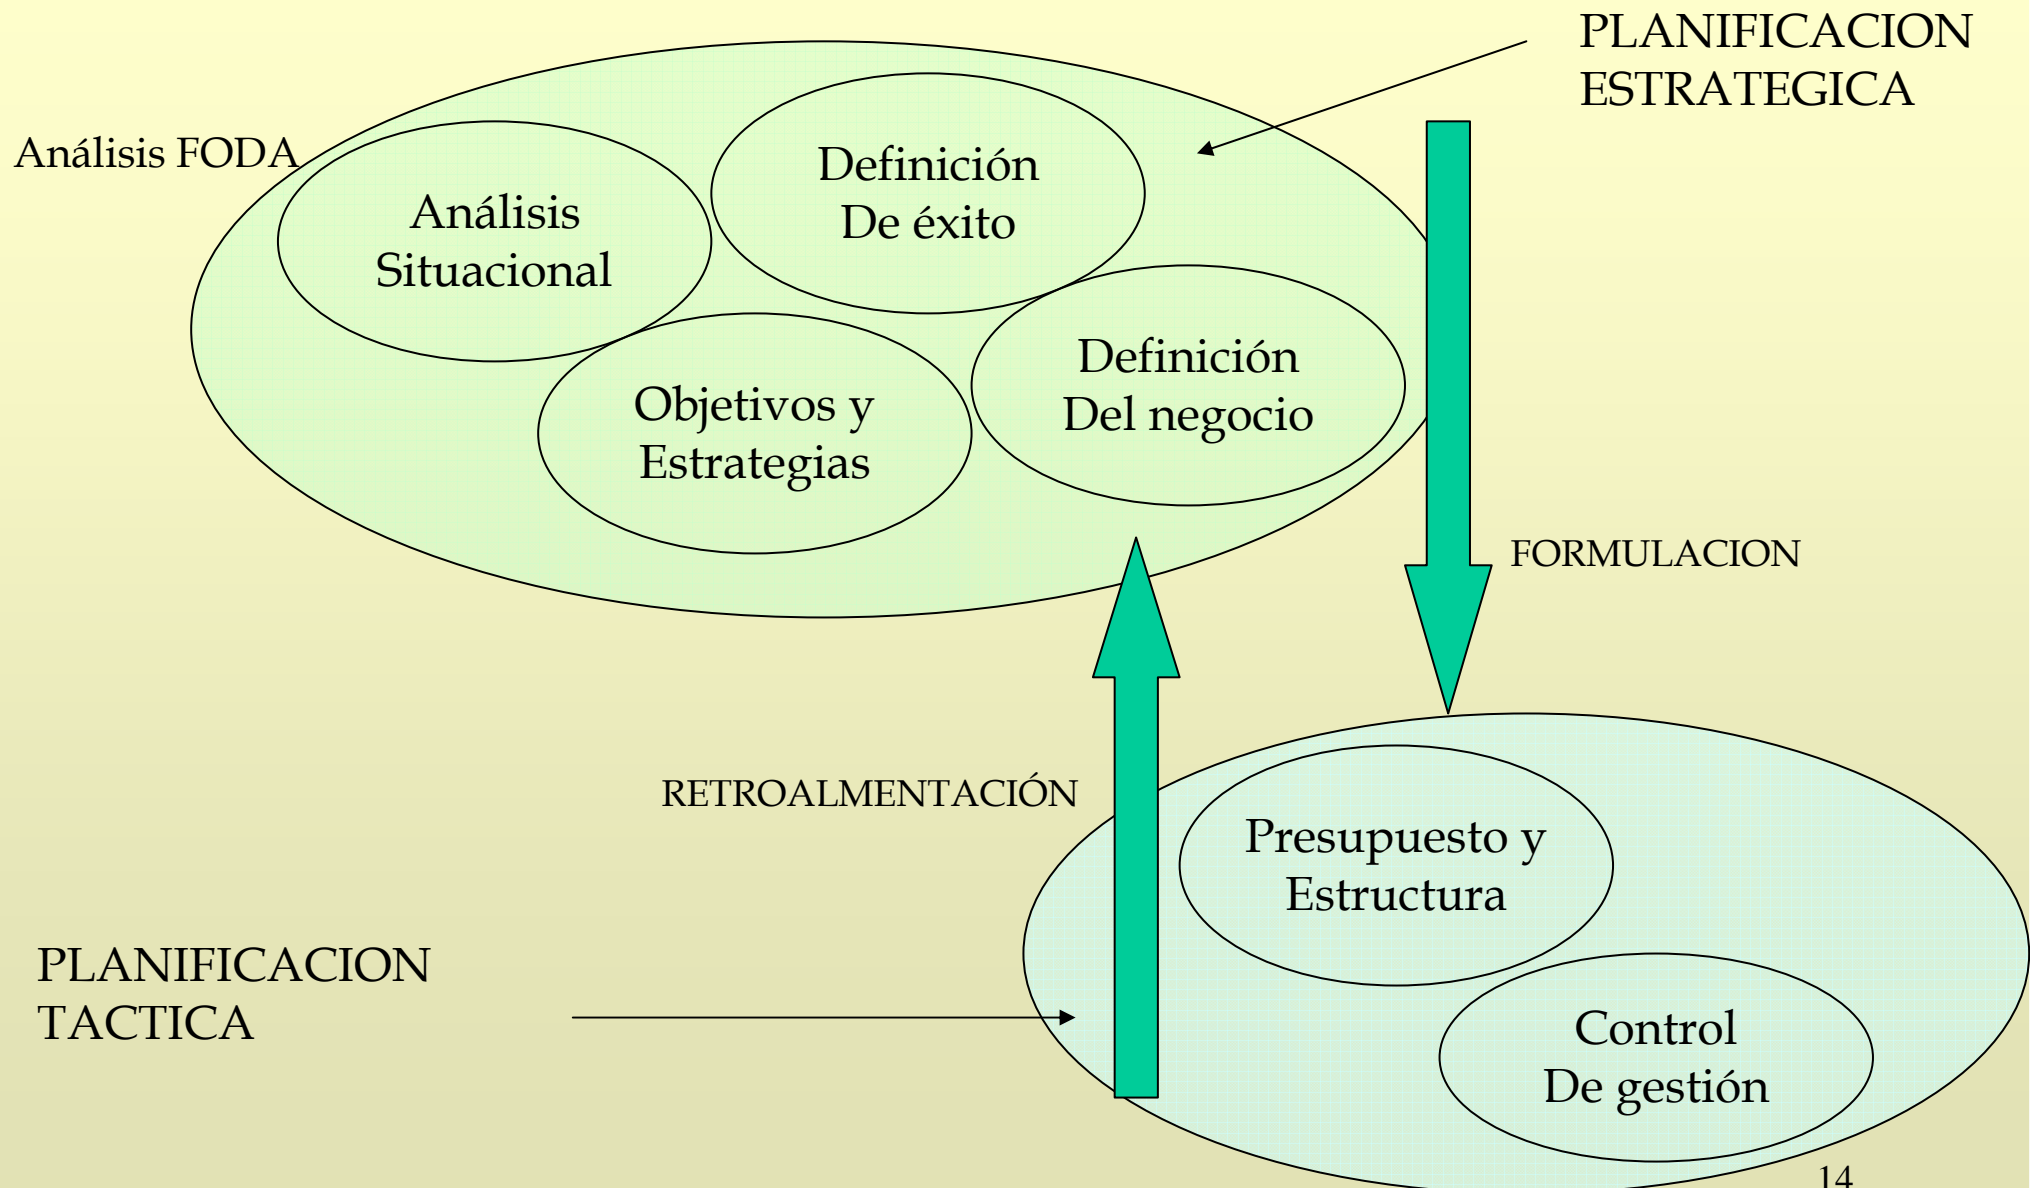 PLANIFICACION
ESTRATEGICA
Análisis FODA
Definición
De éxito
Análisis
Situacional
Definición
Del negocio
Objetivos y
Estrategias
FORMULACION
RETROALMENTACIÓN
Presupuesto y
Estructura
PLANIFICACION
TACTICA
Control
De gestión
14